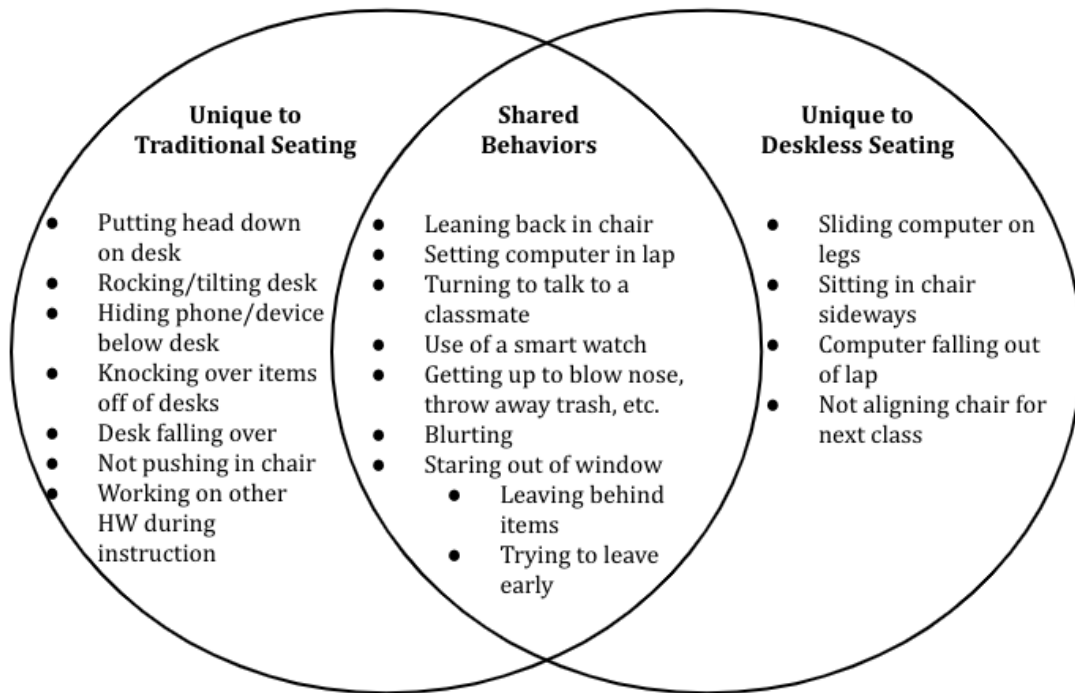 Unique to
Traditional Seating
● Putting head down
on desk
● Rocking/tilting desk
● Hiding phone/device
below desk
● Knocking over items
off of desks
● Desk falling over
● Not pushing in chair
● Working on other
HW during
instruction
Shared
Behaviors
● Leaning back in chair
● Setting computer in lap
● Turning to talk to a
classmate
● Use of a smart watch
● Getting up to blow nose,
throw away trash, etc.
● Blurting
● Staring out of window
● Leaving behind
items
● Trying to leave
early
Unique to
Deskless Seating
● Sliding computer on
legs
● Sitting in chair
sideways
● Computer falling out
of lap
● Not aligning chair for
next class